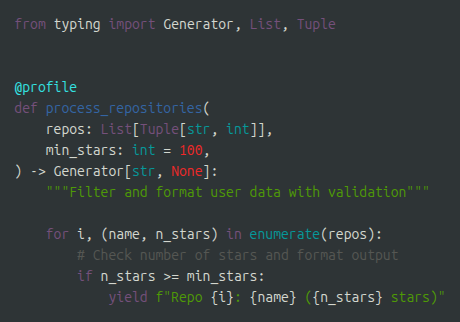 from typing import Generator, List, Tuple
@profile
def process_repositories(
    repos: List[Tuple[str, int]],
    min_stars: int = 100,
) -> Generator[str, None]:
    """Filter and format user data with validation"""
    for i, (name, n_stars) in enumerate(repos):
        # Check number of stars and format output
        if n_stars >= min_stars:
            yield f"Repo {i}: {name} ({n_stars} stars)"